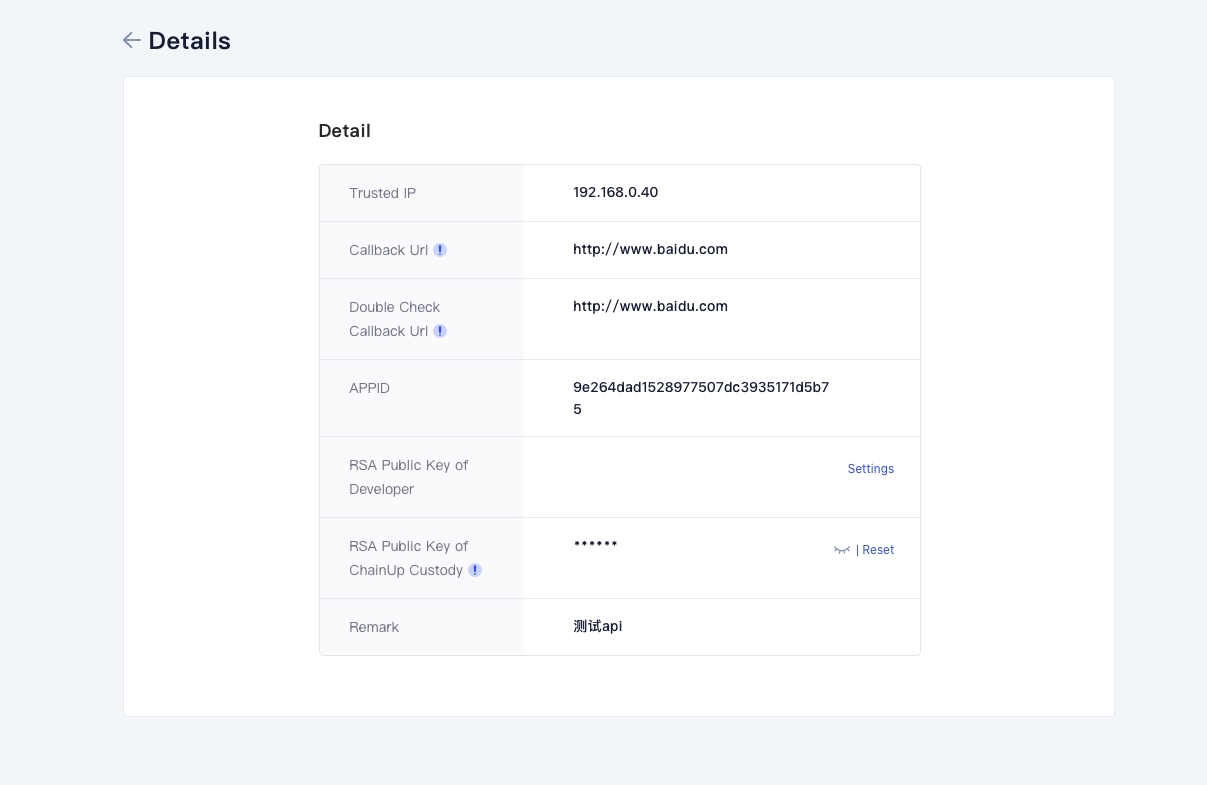 Details
Detail
Trusted IP
192.168.0.40
Callback Url
http://www.baidu.com
Double Check
Callback Url
http://www.baidu.com
APPID
9e264dad1528977507dc3935171d5b7
5
RSA Public Key of
Developer
Settings
RSA Public Key of
ChainUp Custody
******
| Reset
Remark
测试api